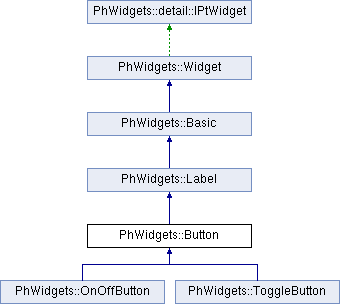 PhWidgets::detail::IPtWidget
PhWidgets::Widget
PhWidgets::Basic
PhWidgets::Label
PhWidgets::Button
PhWidgets::OnOffButton
PhWidgets::ToggleButton